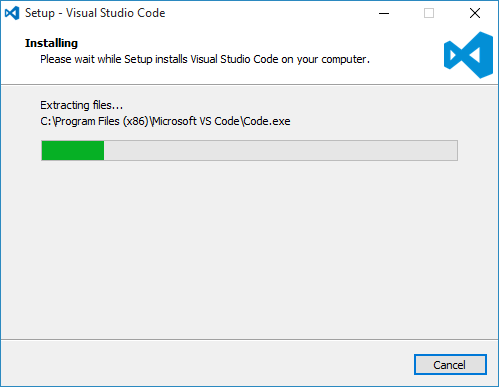 Setup - Visual Studio Code
Installing
Please wait while Setup installs Visual Studio Code on your computer.
Extracting files...
C:\Program Files (x86)\Microsoft VS Code\Code.exe
Cancel